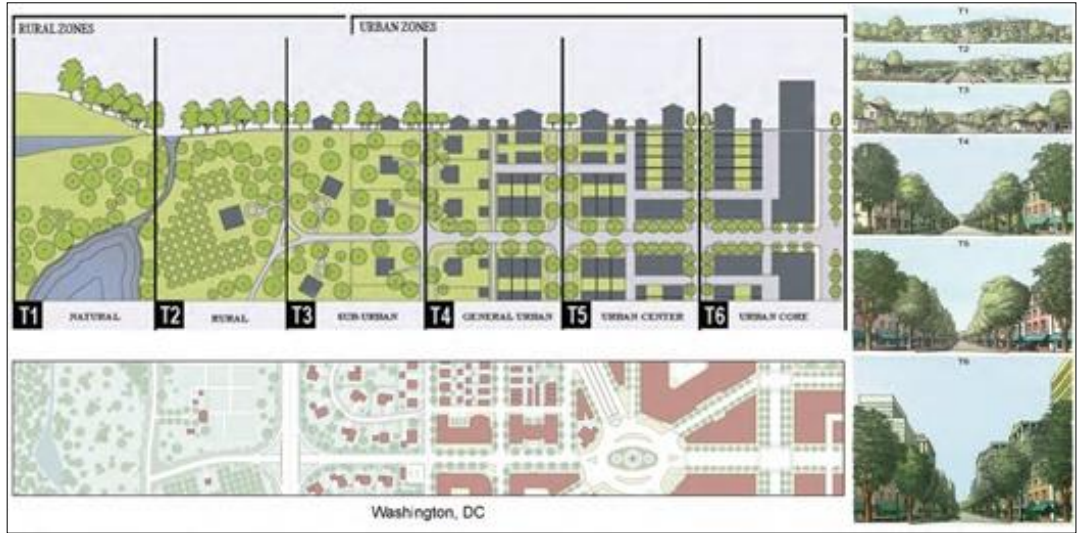 RURAL ZONES
URBAN ZONES
T1 NATURAL
T2 RURAL
T3 SUB-URBAN
T4 GENERAL URBAN
T5 URBAN CENTER
T6 URBAN CORE
Washington, DC
T1
T2
T3
T4
T5
T6